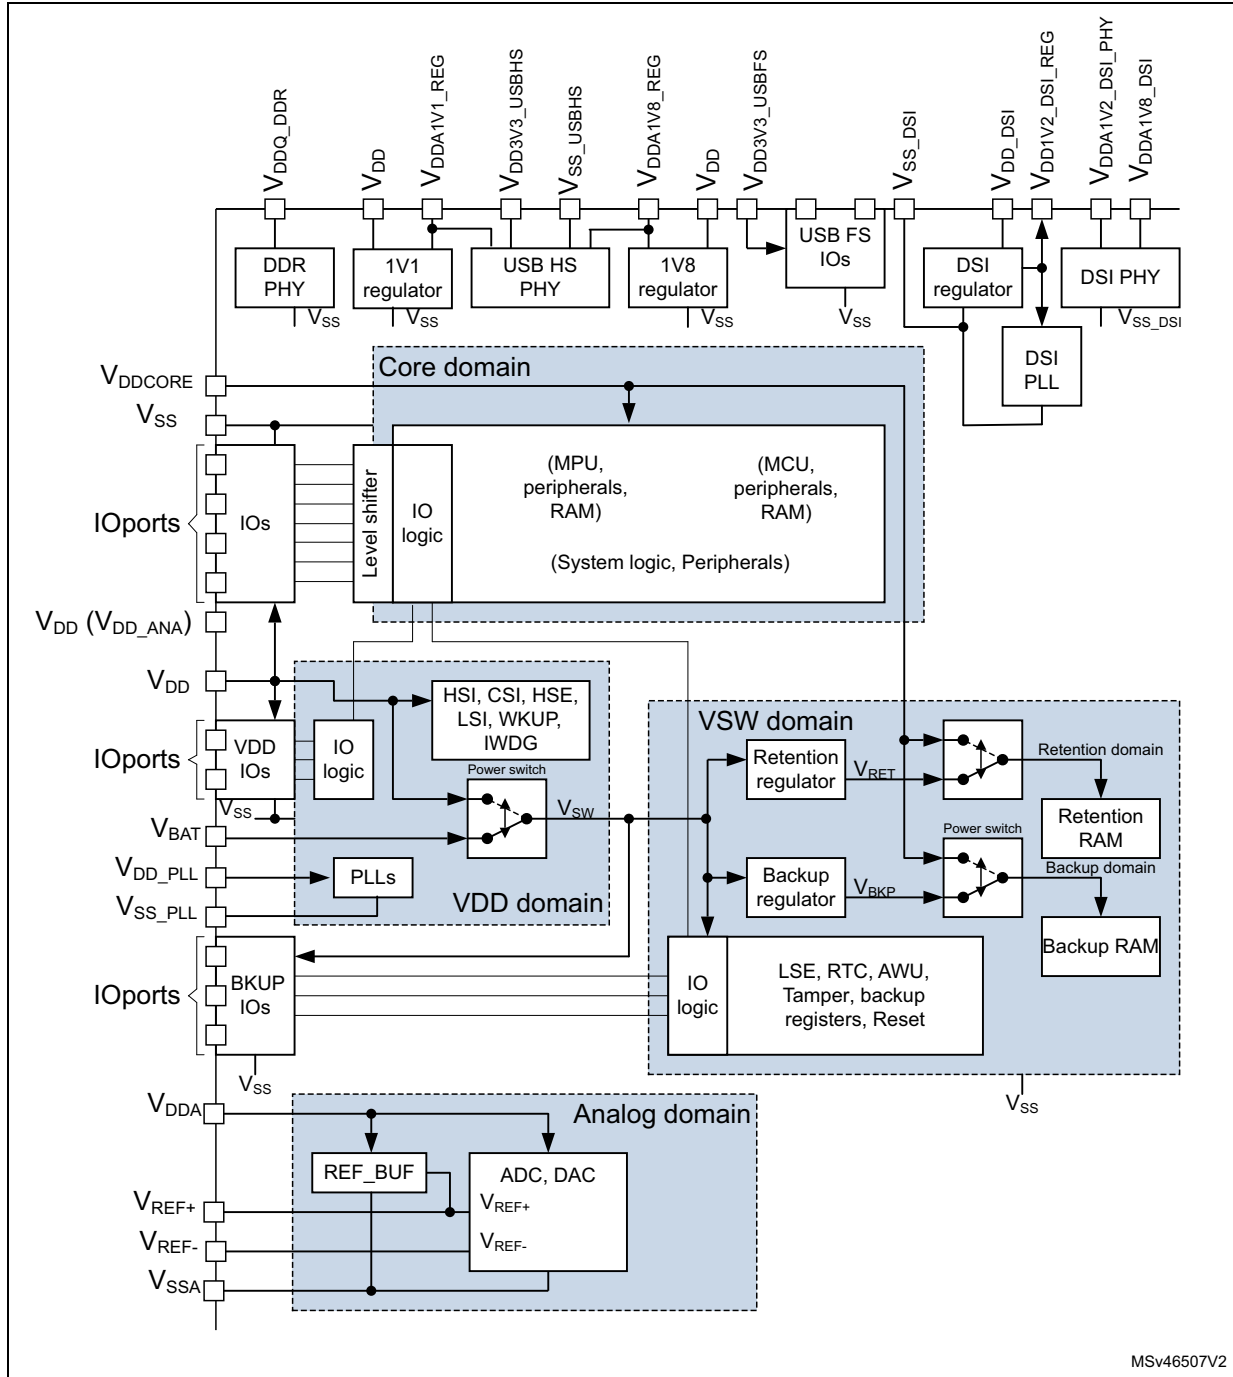 VDDQ_DDR
VDD
VDDA1V1_REG
VDD3V3_USBHS
VSS_USBHS
VDDA1V8_REG
VDD
VDD3V3_USBFS
VSS_DSI
VDD_DSI
VDD1V2_DSI_REG
VDDA1V2_DSI_PHY
VDDA1V8_DSI
DDR
PHY
1V1
regulator
USB HS
PHY
1V8
regulator
USB FS
IOs
DSI
regulator
DSI PHY
VSS
VSS
VSS
VSS
VSS_DSI
DSI
PLL
Core domain
VDDCORE
VSS
IOports
IOs
Level shifter
IO
logic
(MPU,
peripherals,
RAM)
(MCU,
peripherals,
RAM)
(System logic, Peripherals)
VDD (VDD_ANA)
VDD
IOports
VDD
IOs
IO
logic
HSI, CSI, HSE,
LSI, WKUP,
IWDG
Power switch
VSS
VSW
VBAT
VDD_PLL
PLLs
VSS_PLL
VDD domain
VSW domain
Retention
regulator
VRET
Retention domain
Retention
RAM
Power switch
Backup
regulator
VBKP
Backup domain
Backup RAM
IOports
BKUP
IOs
IO
logic
LSE, RTC, AWU,
Tamper, backup
registers, Reset
VSS
VSS
VDDA
Analog domain
REF_BUF
ADC, DAC
VREF+
VREF+
VREF-
VREF-
VSSA
MSv46507V2